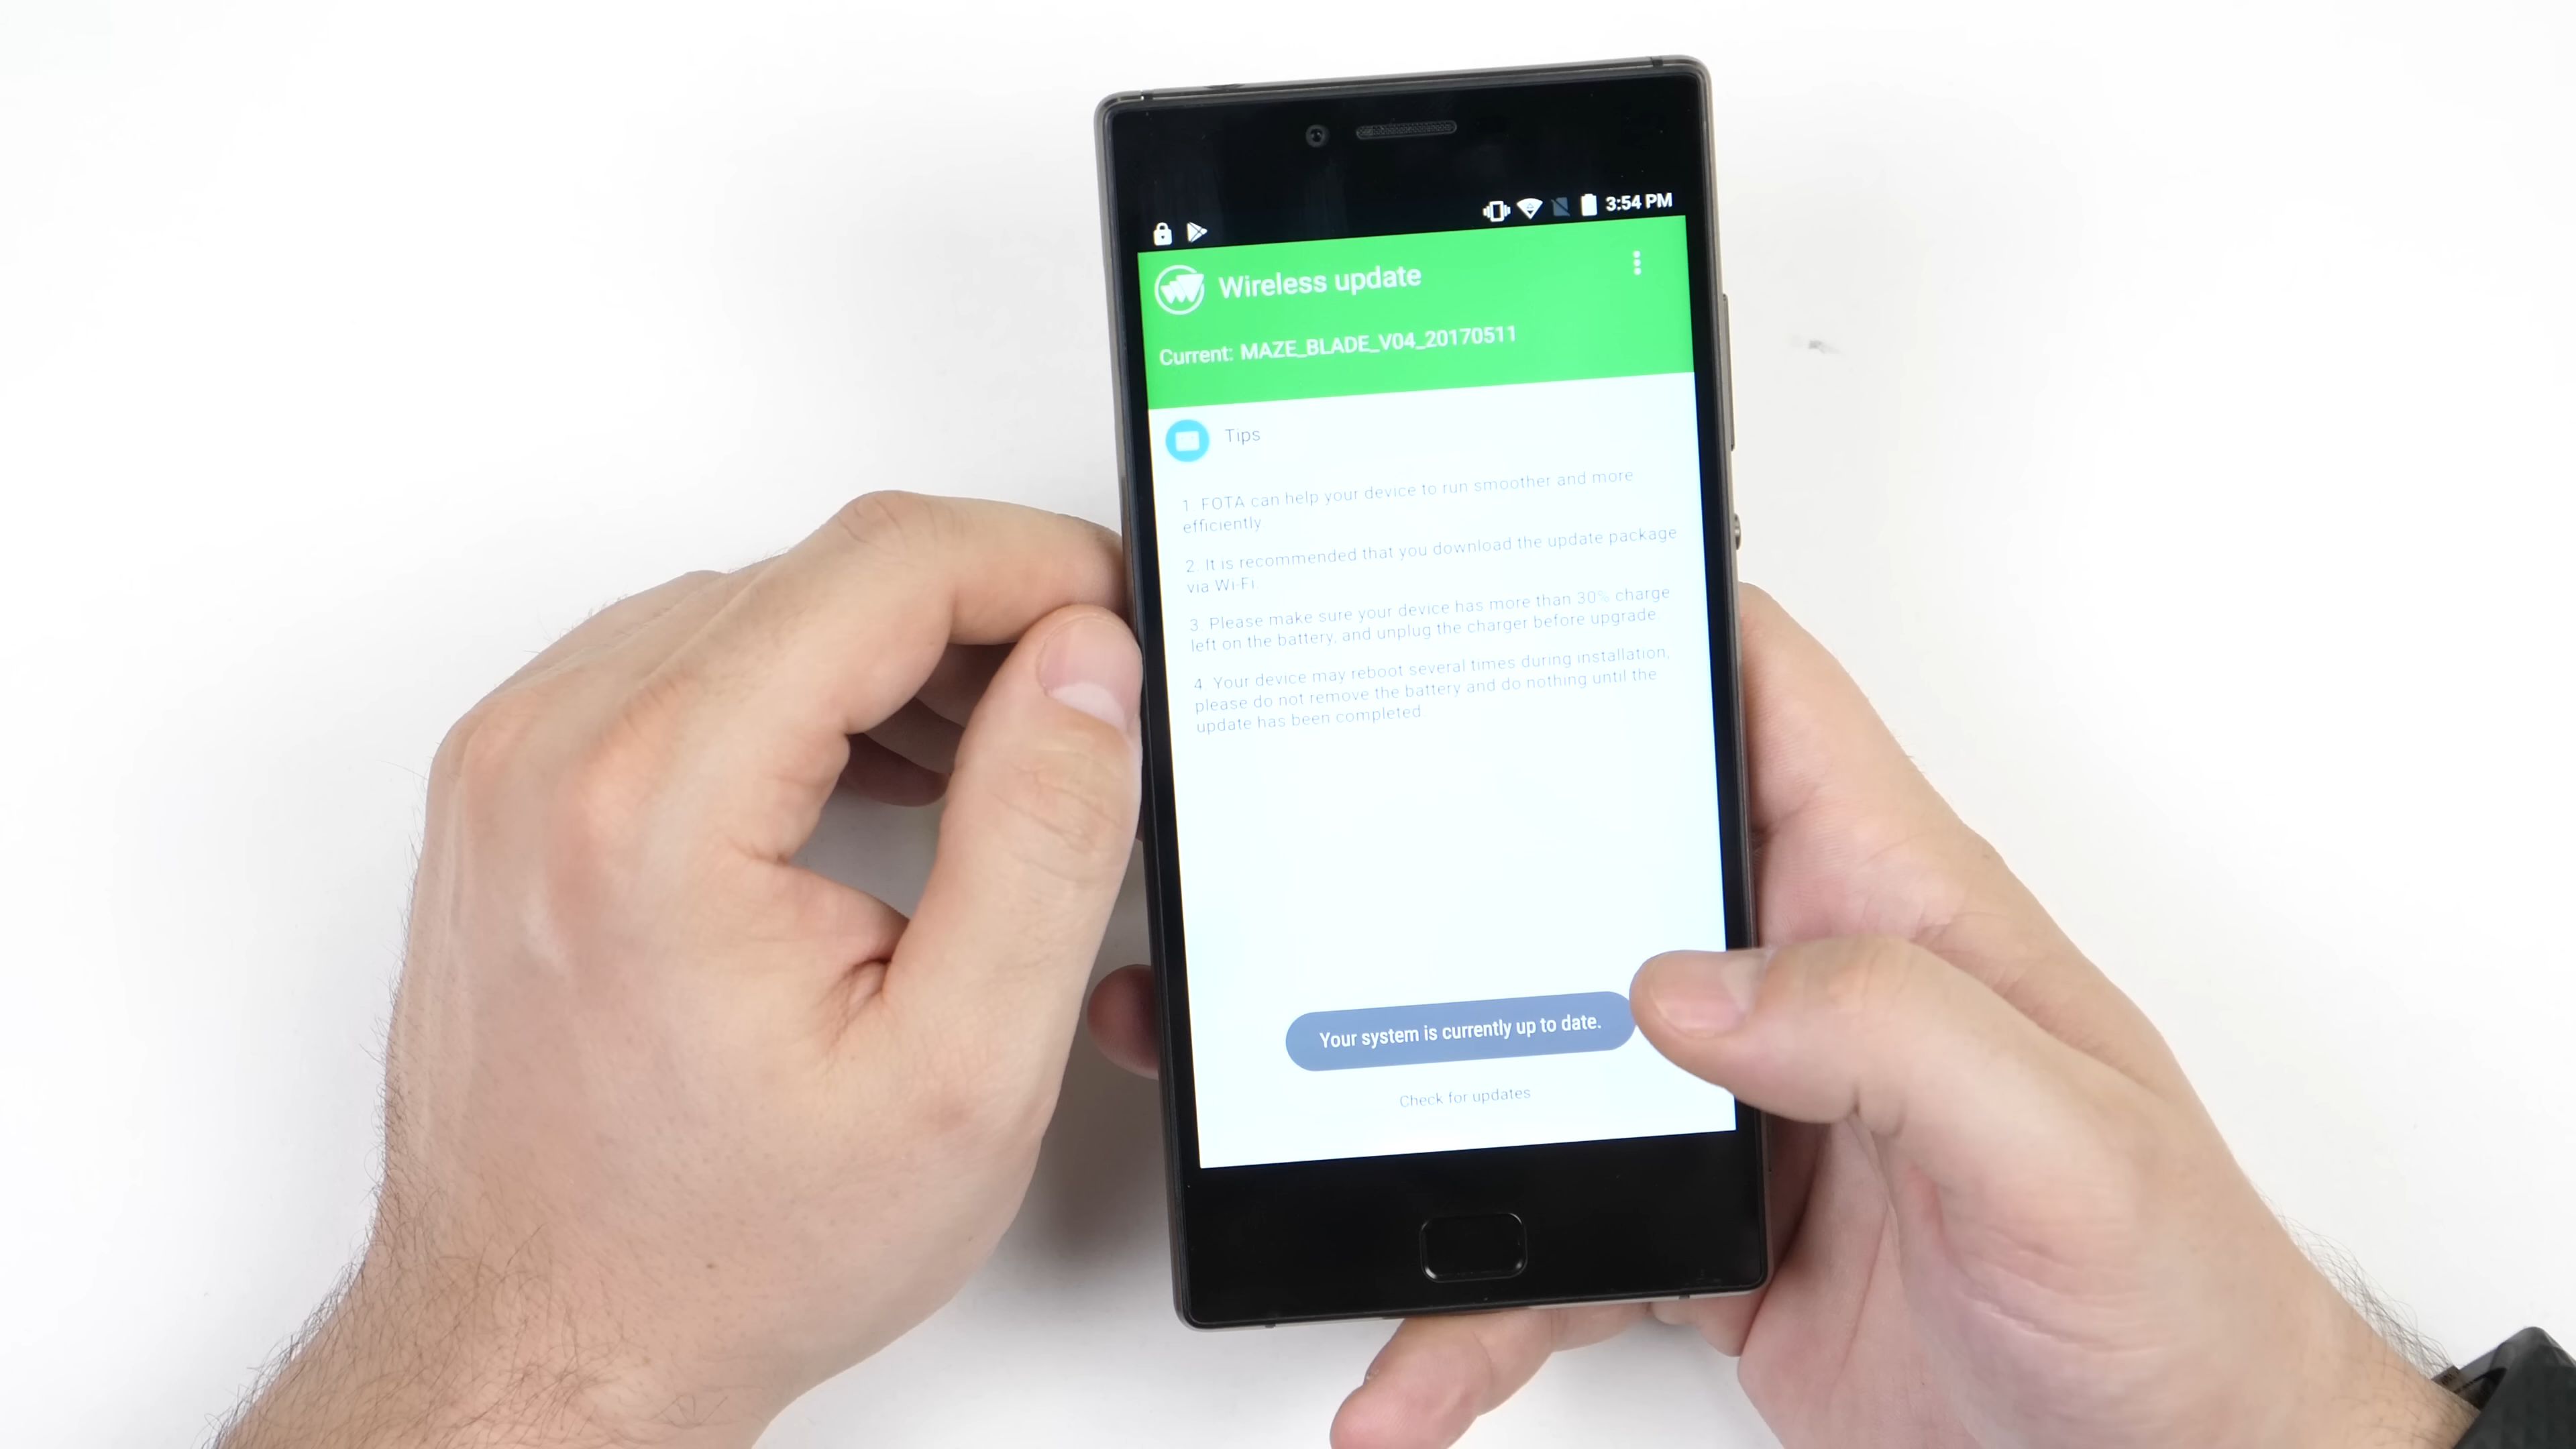 3:54 PM
Wireless update
Current: MAZE_BLADE_V04_20170511
Tips
1. FOTA can help your device to run smoother and more
efficiently
2. It is recommended that you download the update package
via Wi-Fi.
3. Please make sure your device has more than 30% charge
left on the battery, and unplug the charger before upgrade.
4. Your device may reboot several times during installation,
please do not remove the battery and do nothing until the
update has been completed
Your system is currently up to date.
Check for updates